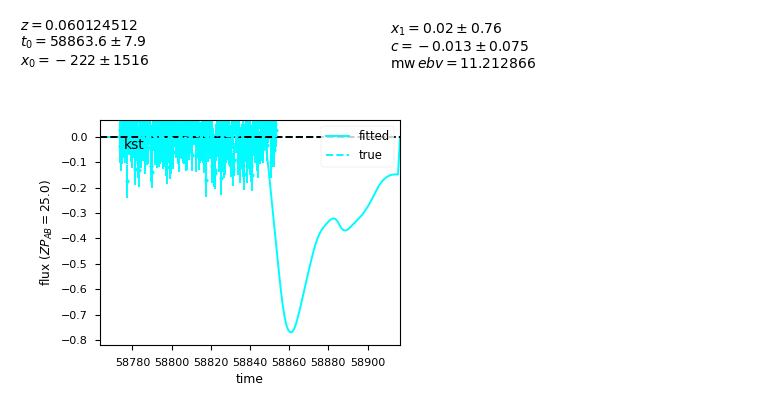 z = 0.060124512
t₀ = 58863.6 ± 7.9
x₀ = − 222 ± 1516
x₁ = 0.02 ± 0.76
c = − 0.013 ± 0.075
mw ebv = 11.212866
kst
fitted
true
0.0
−0.1
−0.2
−0.3
−0.4
−0.5
−0.6
−0.7
−0.8
flux (ZP_AB = 25.0)
58780 58800 58820 58840 58860 58880 58900
time